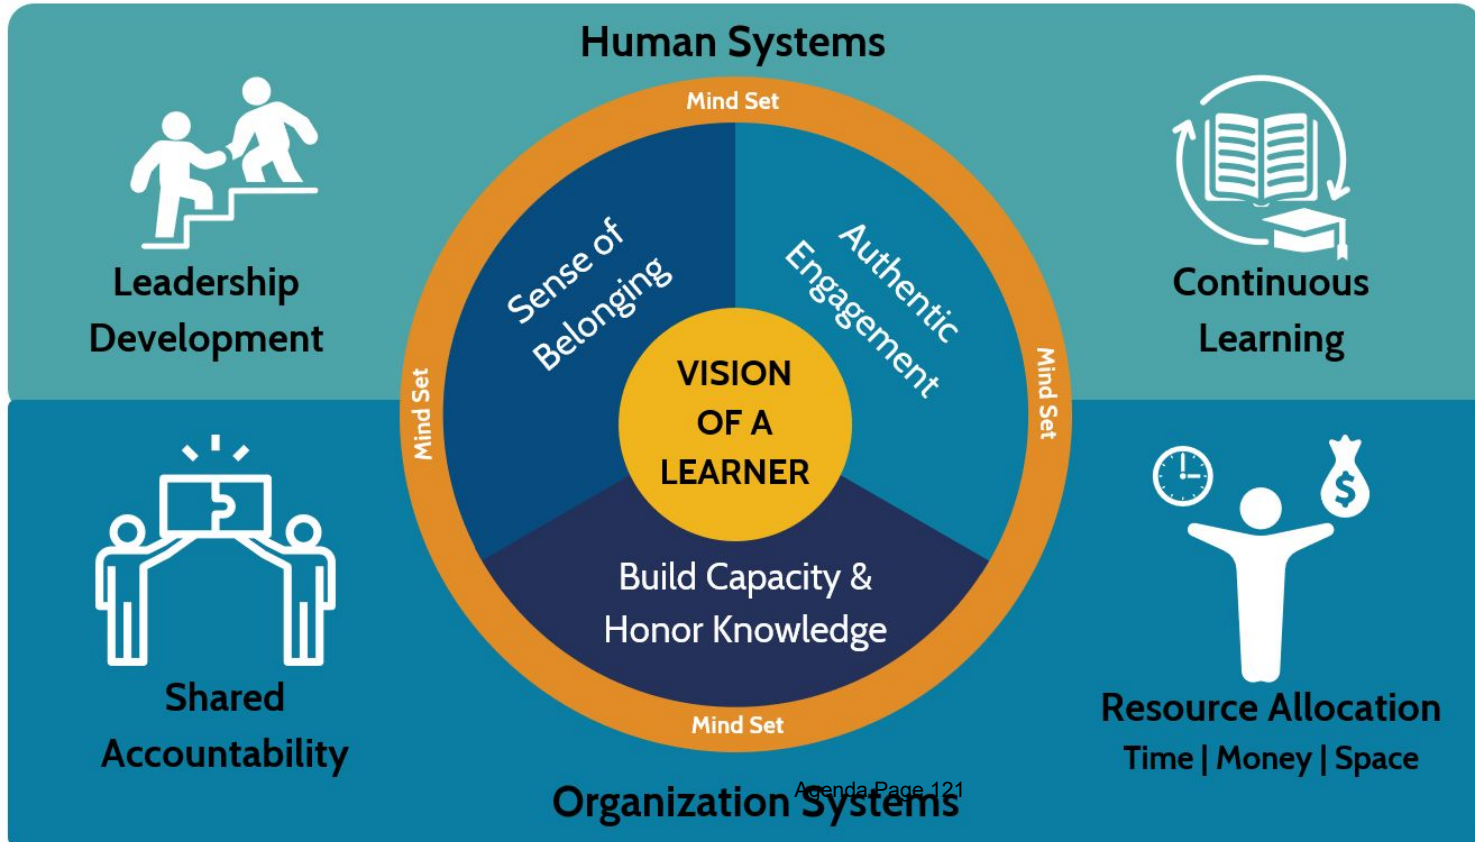 Human Systems
Mind Set
Leadership
Development
Continuous
Learning
Sense of
Belonging
Authentic
Engagement
VISION
OF A
LEARNER
Mind Set
Mind Set
Build Capacity &
Honor Knowledge
Mind Set
Shared
Accountability
$
Resource Allocation
Time | Money | Space
Organization Systems
Agenda Page 121